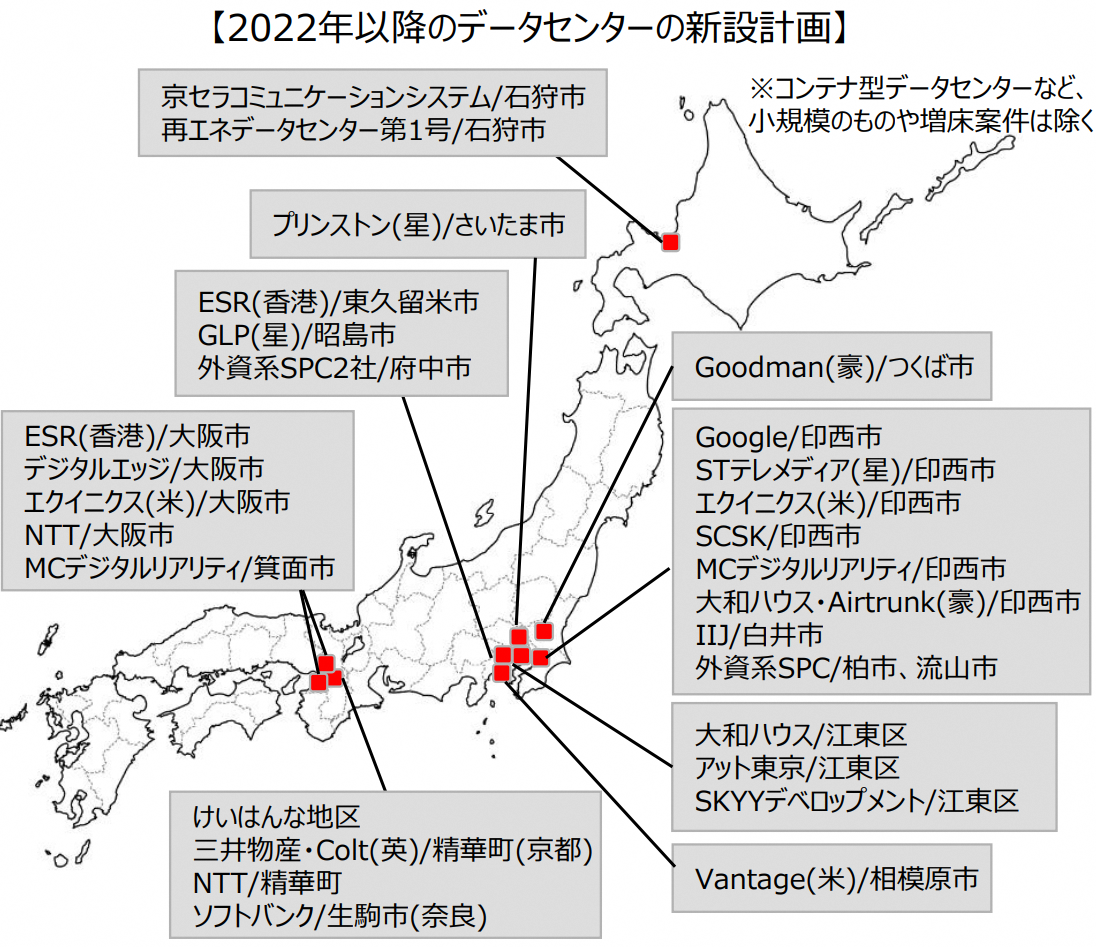 【2022年以降のデータセンターの新設計画】
※コンテナ型データセンターなど、
小規模のものや増床案件は除く
京セラコミュニケーションシステム/石狩市
再エネデータセンター第1号/石狩市
プリンストン(星)/さいたま市
ESR(香港)/東久留米市
GLP(星)/昭島市
外資系SPC2社/府中市
Goodman(豪)/つくば市
ESR(香港)/大阪市
デジタルエッジ/大阪市
エクイニクス(米)/大阪市
NTT/大阪市
MCデジタルリアリティ/箕面市
Google/印西市
STテレメディア(星)/印西市
エクイニクス(米)/印西市
SCSK/印西市
MCデジタルリアリティ/印西市
大和ハウス・Airtrunk(豪)/印西市
IIJ/白井市
外資系SPC/柏市、流山市
大和ハウス/江東区
アット東京/江東区
SKYYデベロップメント/江東区
けいはんな地区
三井物産・Colt(英)/精華町(京都)
NTT/精華町
ソフトバンク/生駒市(奈良)
Vantage(米)/相模原市